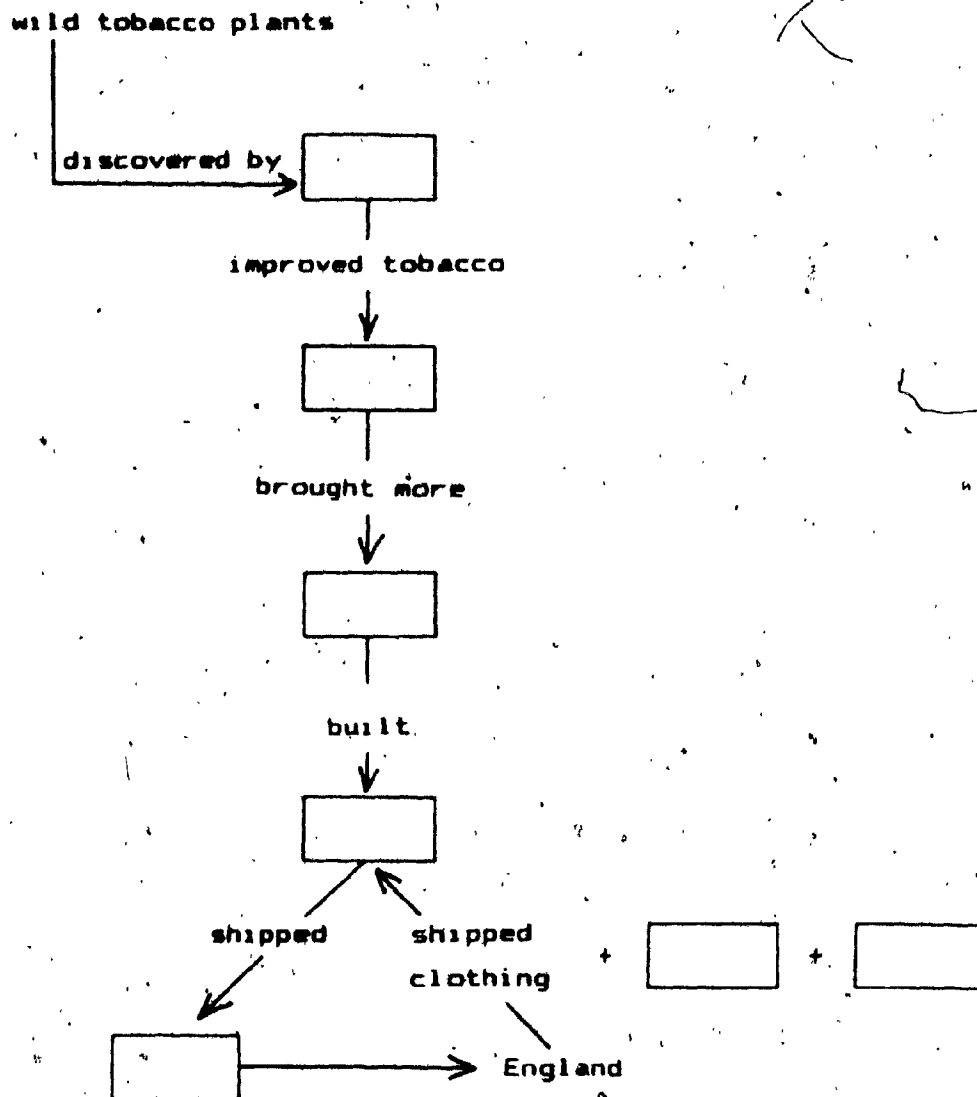 wild tobacco plants
discovered by
improved tobacco
brought more
built
shipped
shipped
clothing
+
+
England